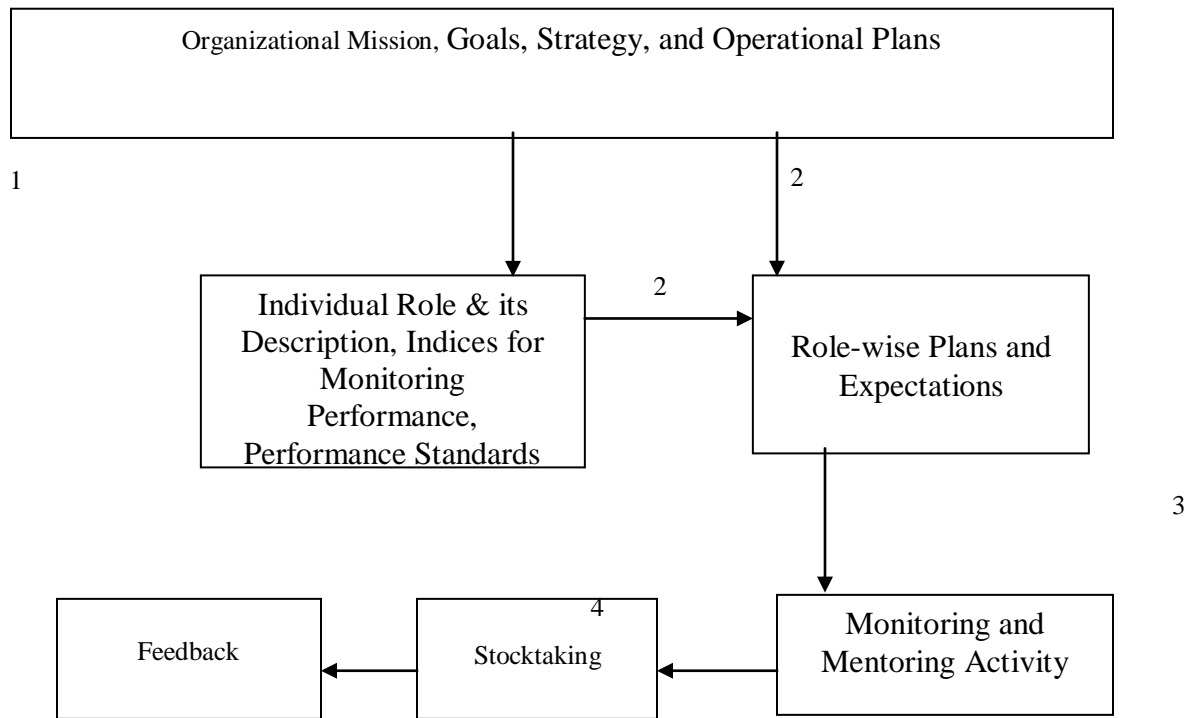 Organizational Mission, Goals, Strategy, and Operational Plans
1
2
Individual Role & its
Description, Indices for
Monitoring
Performance,
Performance Standards
2
Role-wise Plans and
Expectations
3
Feedback
4
Stocktaking
Monitoring and
Mentoring Activity